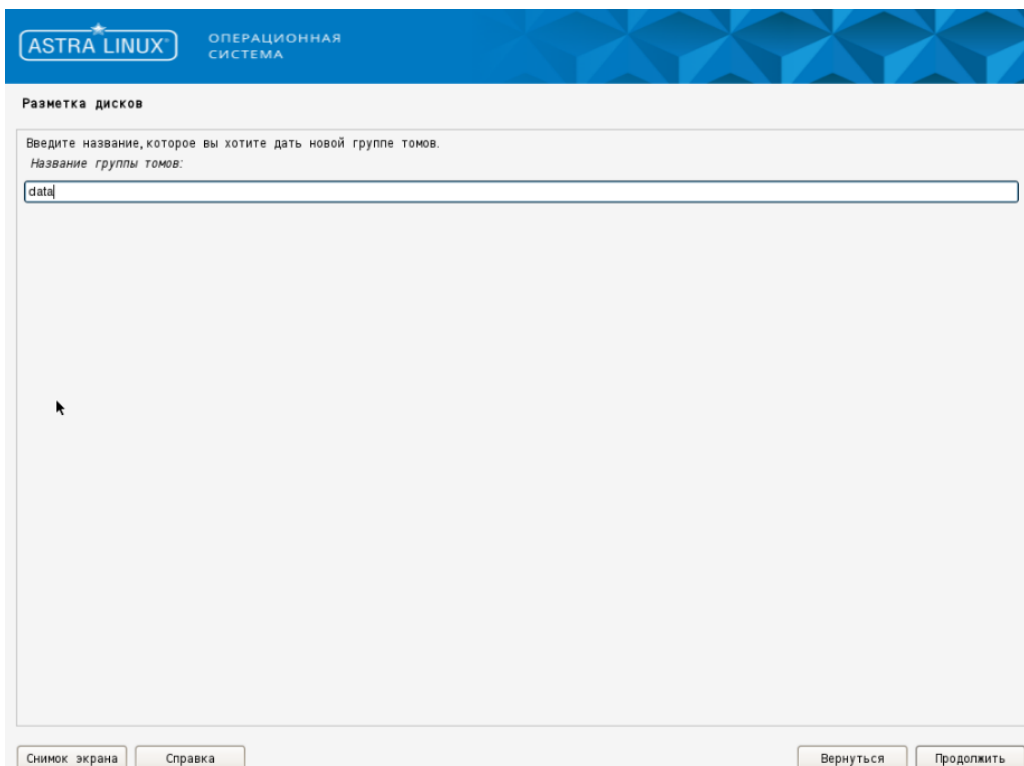 ASTRA LINUX®
ОПЕРАЦИОННАЯ
СИСТЕМА
Разметка дисков
Введите название, которое вы хотите дать новой группе томов.
Название группы томов:
data
Снимок экрана
Справка
Вернуться
Продолжить